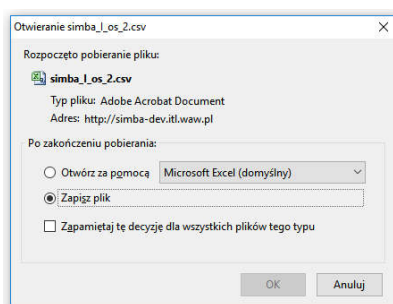 Otwieranie simba_l_os_2.csv
Rozpoczęto pobieranie pliku:
simba_l_os_2.csv
Typ pliku: Adobe Acrobat Document
Adres: http://simba-dev.itl.waw.pl
Po zakończeniu pobierania:
Otwórz za pomocą Microsoft Excel (domyślny)
Zapisz plik
Zapamiętaj tę decyzję dla wszystkich plików tego typu
OK Anuluj